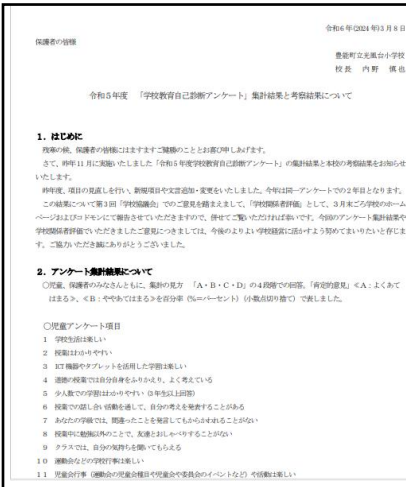 令和6年(2024年)3月8日
保護者の皆様
豊能町立光風台小学校
校長 内野 慎也
令和5年度 「学校教育自己診断アンケート」集計結果と考察結果について
1．はじめに
残寒の候、保護者の皆様にはますますご健勝のこととお喜び申しあげます。
さて、昨年11月に実施いたしました「令和5年度学校教育自己診断アンケート」の集計結果と本校の考察結果をお知らせ
いたします。
昨年度、項目の見直しを行い、新規項目や文言追加・変更をいたしました。今年は同一アンケートでの2年目となります。
この結果について第3回「学校協議会」でのご意見を踏まえまして、「学校関係者評価」として、3月末ごろ学校のホーム
ページおよびコドモンにて報告させていただきますので、併せてご覧いただければ幸いです。今回のアンケート集計結果や
学校関係者評価でいただきましたご意見につきましては、今後のよりよい学校経営に活かすよう努めてまいりたいと存じま
す。ご協力いただき誠にありがとうございました。
2．アンケート集計結果について
○児童、保護者のみなさんともに、集計の見方 「A・B・C・D」の4段階での回答。「肯定的意見」＜A：よくあて
はまる＞、＜B：ややあてはまる＞を百分率（%＝パーセント）（小数点切り捨て）で表しました。
○児童アンケート項目
1 学校生活は楽しい
2 授業はわかりやすい
3 ICT機器やタブレットを活用した学習は楽しい
4 道徳の授業では自分自身をふりかえり、よく考えている
5 少人数での学習はわかりやすい（3年生以上回答）
6 授業での話し合い活動を通して、自分の考えを発表することがある
7 あなたの学級では、間違ったことを発言してもからかわれることがない
8 授業中に勉強以外のことで、友達とおしゃべりすることがない
9 クラスでは、自分の気持ちを聞いてもらえる
10 運動会などの学校行事は楽しい
11 児童会行事（運動会の児童会種目や児童会や委員会のイベントなど）や活動は楽しい